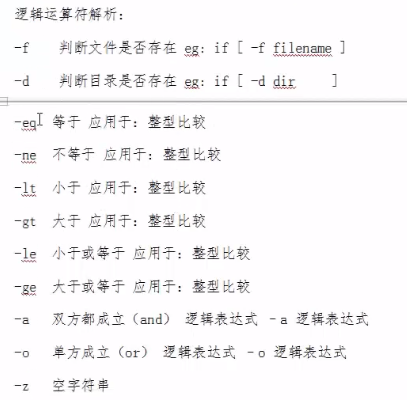 逻辑运算符解析：
-f 判断文件是否存在 eg: if [ -f filename ]
-d 判断目录是否存在 eg: if [ -d dir ]
-eq 等于 应用于：整型比较
-ne 不等于 应用于：整型比较
-lt 小于 应用于：整型比较
-gt 大于 应用于：整型比较
-le 小于或等于 应用于：整型比较
-ge 大于或等于 应用于：整型比较
-a 双方都成立（and） 逻辑表达式 -a 逻辑表达式
-o 单方成立（or） 逻辑表达式 -o 逻辑表达式
-z 空字符串